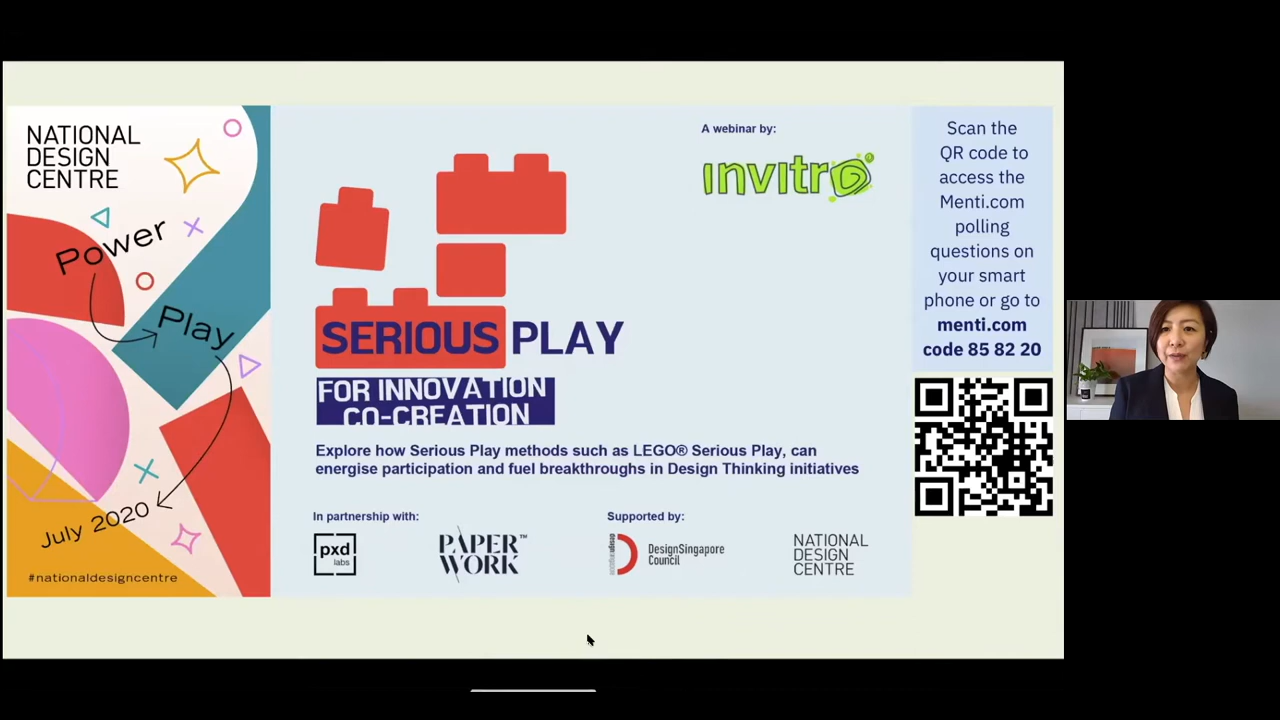 NATIONAL
DESIGN
CENTRE
Power
Play
July 2020
#nationaldesigncentre
SERIOUS PLAY
FOR INNOVATION
CO-CREATION
Explore how Serious Play methods such as LEGO® Serious Play, can
energise participation and fuel breakthroughs in Design Thinking initiatives
A webinar by:
invitro
In partnership with:
pxd
labs
PAPER™
WORK
Supported by:
DesignSingapore
Council
NATIONAL
DESIGN
CENTRE
Scan the
QR code to
access the
Menti.com
polling
questions on
your smart
phone or go to
menti.com
code 85 82 20